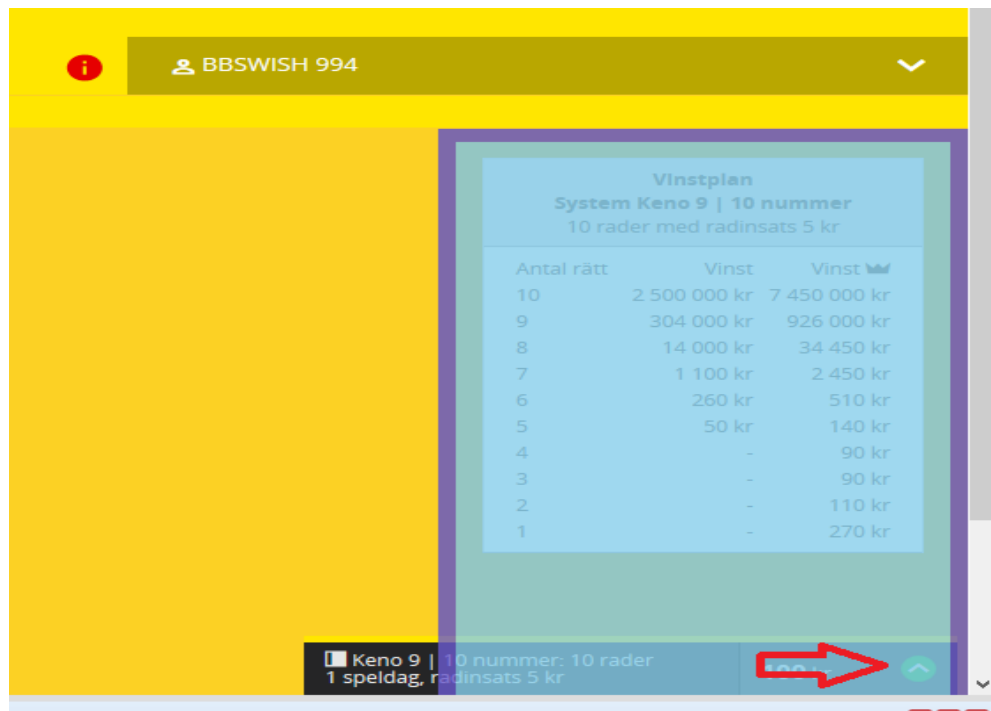 BBSWISH 994
Vinstplan
System Keno 9 | 10 nummer
10 rader med radinsats 5 kr
Antal rätt Vinst Vinst
10 2 500 000 kr 7 450 000 kr
9 304 000 kr 926 000 kr
8 14 000 kr 34 450 kr
7 1 100 kr 2 450 kr
6 260 kr 510 kr
5 50 kr 140 kr
4 - 90 kr
3 - 90 kr
2 - 110 kr
1 - 270 kr
Keno 9 | 10 nummer: 10 rader
1 speldag, radinsats 5 kr
100 kr